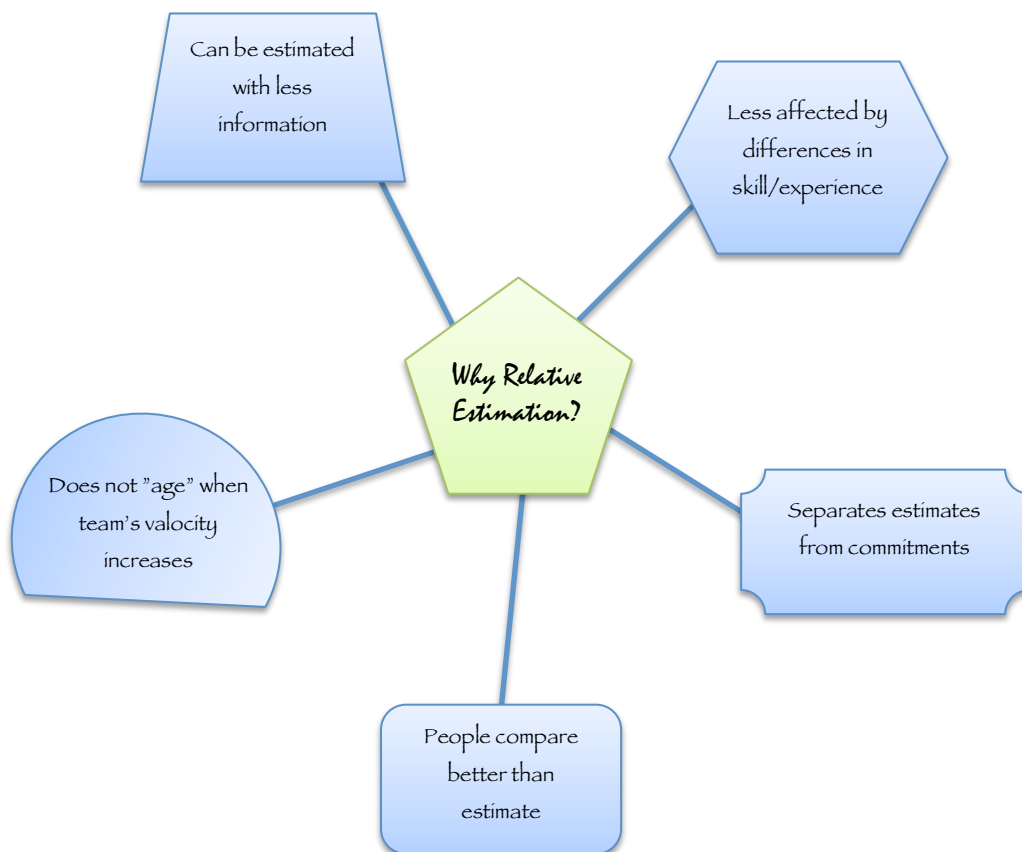 Can be estimated
with less
information
Less affected by
differences in
skill/experience
Why Relative
Estimation?
Does not "age" when
team's valocity
increases
Separates estimates
from commitments
People compare
better than
estimate